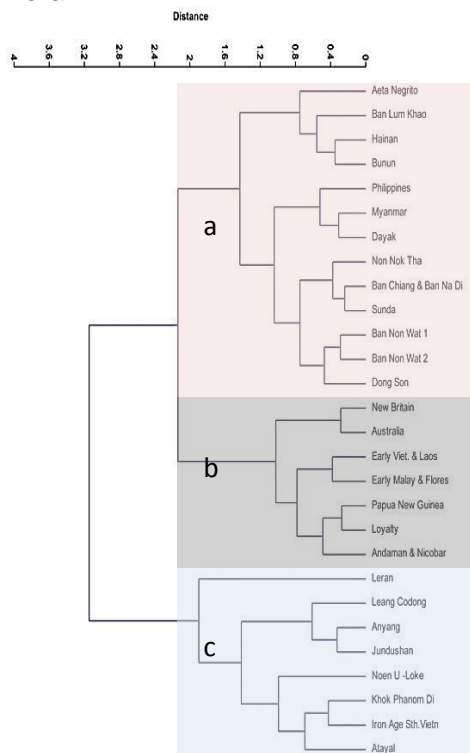 Distance
4 3.6 3.2 2.8 2.4 2 1.6 1.2 0.8 0.4 0
Aeta Negrito
Ban Lum Khao
Hainan
Bunun
Philippines
a
Myanmar
Dayak
Non Nok Tha
Ban Chiang & Ban Na Di
Sunda
Ban Non Wat 1
Ban Non Wat 2
Dong Son
New Britain
Australia
Early Viet. & Laos
b
Early Malay & Flores
Papua New Guinea
Loyalty
Andaman & Nicobar
Leran
Leang Codong
Anyang
c
Jundushan
Noen U -Loke
Khok Phanom Di
Iron Age Sth.Vietn
Atayal